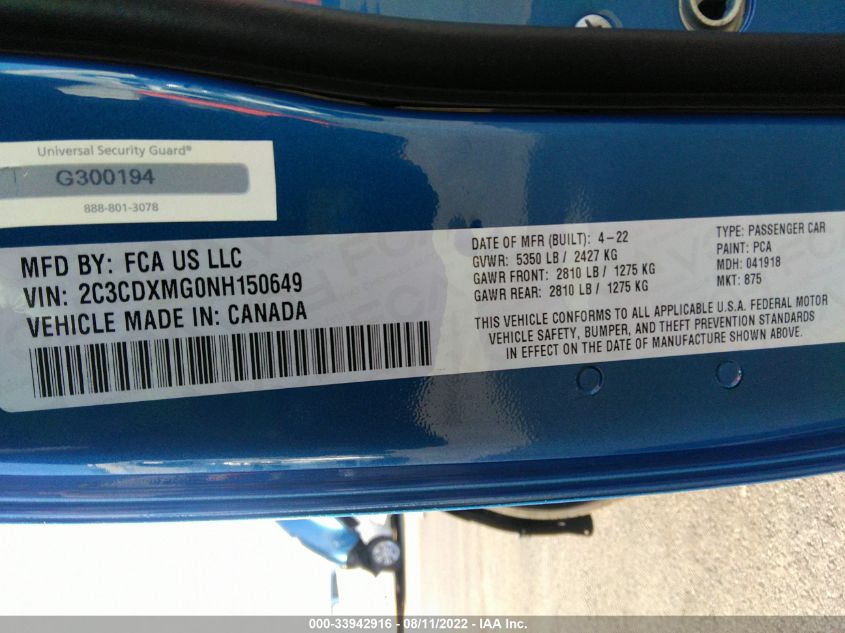 Universal Security Guard®
G300194
888-801-3078
MFD BY: FCA US LLC
VIN: 2C3CDXMG0NH150649
VEHICLE MADE IN: CANADA
DATE OF MFR (BUILT): 4-22
GVWR: 5350 LB / 2427 KG
GAWR FRONT: 2810 LB / 1275 KG
GAWR REAR: 2810 LB / 1275 KG
TYPE: PASSENGER CAR
PAINT: PCA
MDH: 041918
MKT: 875
THIS VEHICLE CONFORMS TO ALL APPLICABLE U.S.A. FEDERAL MOTOR
VEHICLE SAFETY, BUMPER, AND THEFT PREVENTION STANDARDS
IN EFFECT ON THE DATE OF MANUFACTURE SHOWN ABOVE.
000-33942916 - 08/11/2022 - IAA Inc.